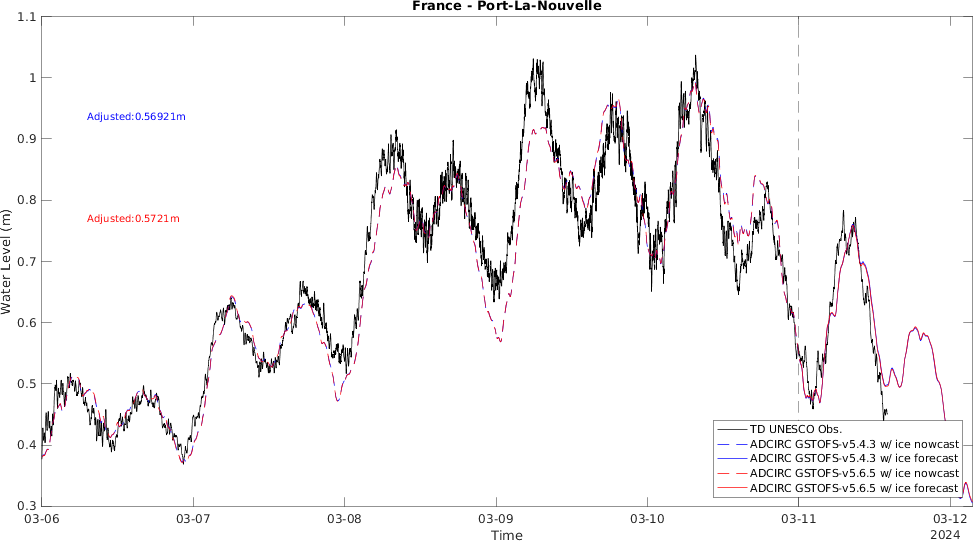 France - Port-La-Nouvelle
1.1
1
0.9
0.8
0.7
0.6
0.5
0.4
0.3
Water Level (m)
Adjusted:0.56921m
Adjusted:0.5721m
TD UNESCO Obs.
ADCIRC GSTOFS-v5.4.3 w/ ice nowcast
ADCIRC GSTOFS-v5.4.3 w/ ice forecast
ADCIRC GSTOFS-v5.6.5 w/ ice nowcast
ADCIRC GSTOFS-v5.6.5 w/ ice forecast
03-06 03-07 03-08 03-09 03-10 03-11 03-12
Time
2024